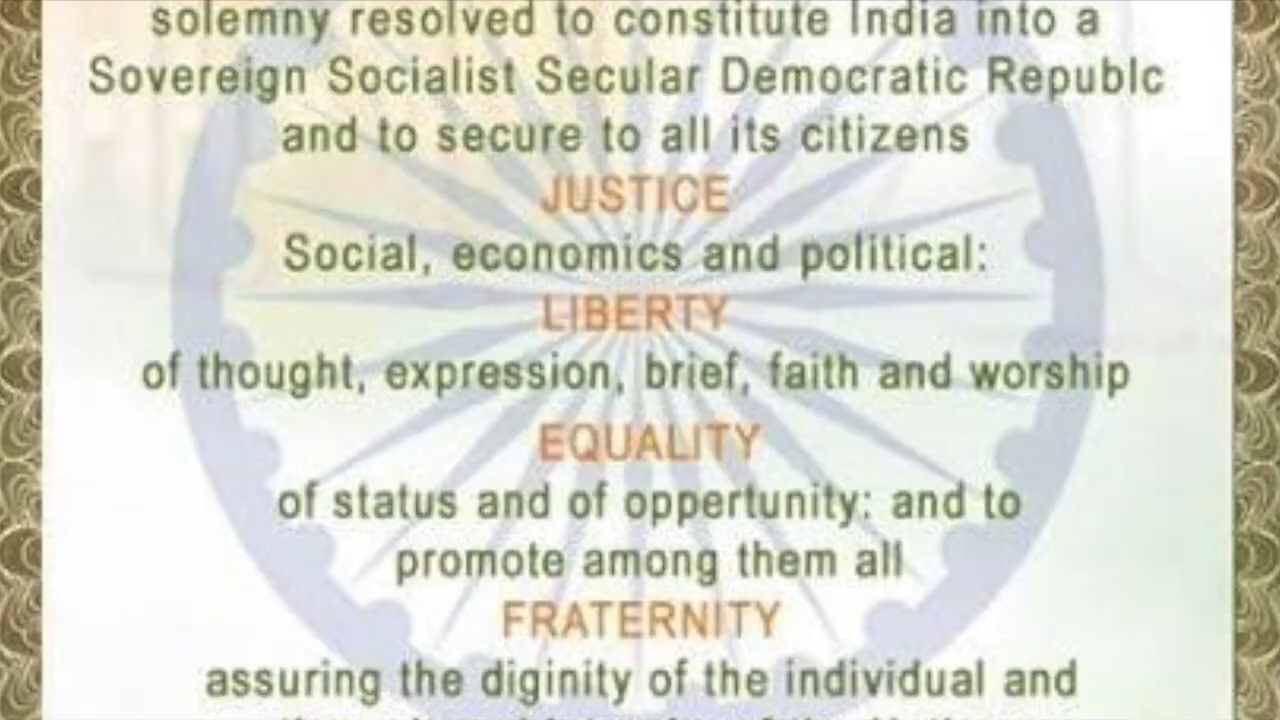 solemny resolved to constitute India into a
Sovereign Socialist Secular Democratic Republc
and to secure to all its citizens
JUSTICE
Social, economics and political:
LIBERTY
of thought, expression, brief, faith and worship
EQUALITY
of status and of oppertunity: and to
promote among them all
FRATERNITY
assuring the diginity of the individual and